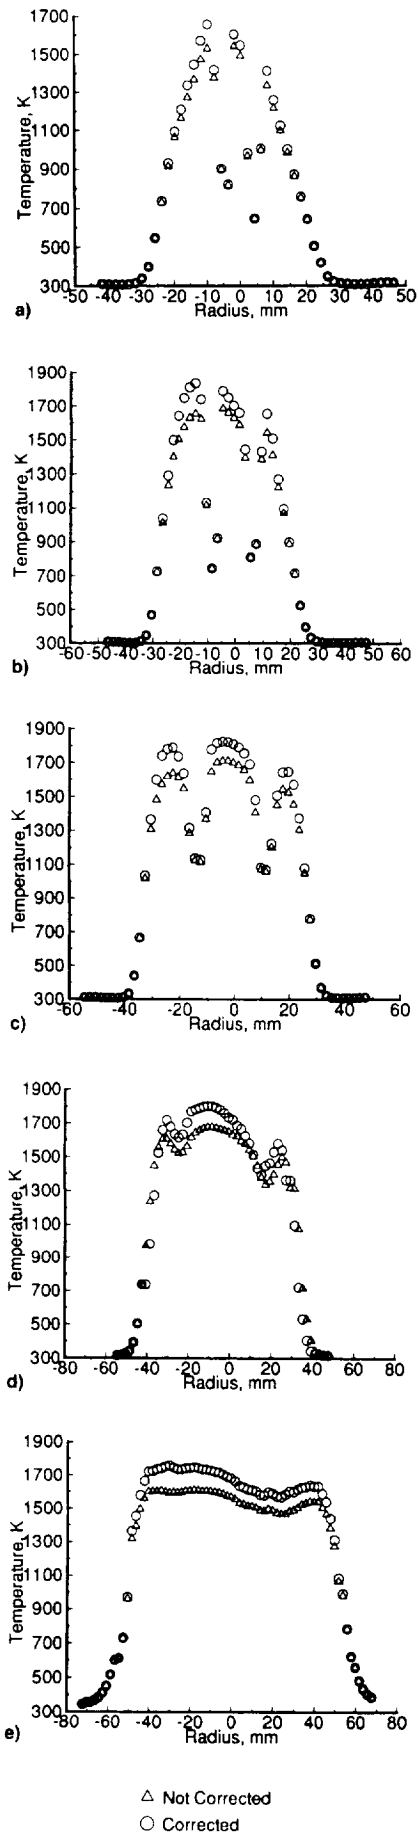 1700
1500
1300
1100
900
700
500
300
Temperature, K
-50 -40 -30 -20 -10 0 10 20 30 40 50
Radius, mm
a)
1900
1700
1500
1300
1100
900
700
500
300
Temperature, K
-60 -50 -40 -30 -20 -10 0 10 20 30 40 50 60
Radius, mm
b)
1900
1700
1500
1300
1100
900
700
500
300
Temperature, K
-60 -40 -20 0 20 40 60
Radius, mm
c)
1900
1700
1500
1300
1100
900
700
500
300
Temperature, K
-80 -60 -40 -20 0 20 40 60 80
Radius, mm
d)
1900
1700
1500
1300
1100
900
700
500
300
Temperature, K
-80 -60 -40 -20 0 20 40 60 80
Radius, mm
e)
△ Not Corrected
○ Corrected